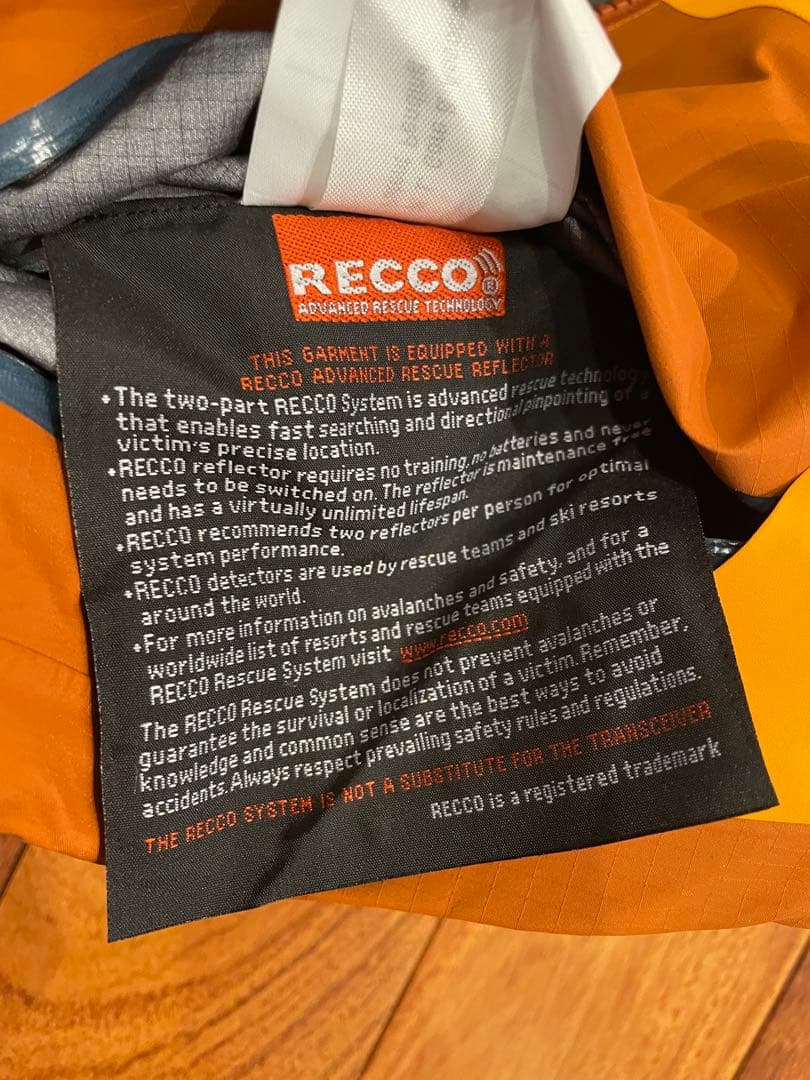 RECCO®
ADVANCED RESCUE TECHNOLOGY
THIS GARMENT IS EQUIPPED WITH A
RECCO ADVANCED RESCUE REFLECTOR
•The two-part RECCO System is advanced rescue technology
that enables fast searching and directional pinpointing of a
victim's precise location.
•RECCO reflector requires no training, no batteries and never
needs to be switched on. The reflector is maintenance free
and has a virtually unlimited lifespan.
•RECCO recommends two reflectors per person for optimal
system performance.
•RECCO detectors are used by rescue teams and ski resorts
around the world.
•For more information on avalanches and safety, and for a
worldwide list of resorts and rescue teams equipped with the
RECCO Rescue System visit www.recco.com
The RECCO Rescue System does not prevent avalanches or
guarantee the survival or localization of a victim. Remember,
knowledge and common sense are the best ways to avoid
accidents. Always respect prevailing safety rules and regulations.
THE RECCO SYSTEM IS NOT A SUBSTITUTE FOR THE TRANSCEIVER
RECCO is a registered trademark